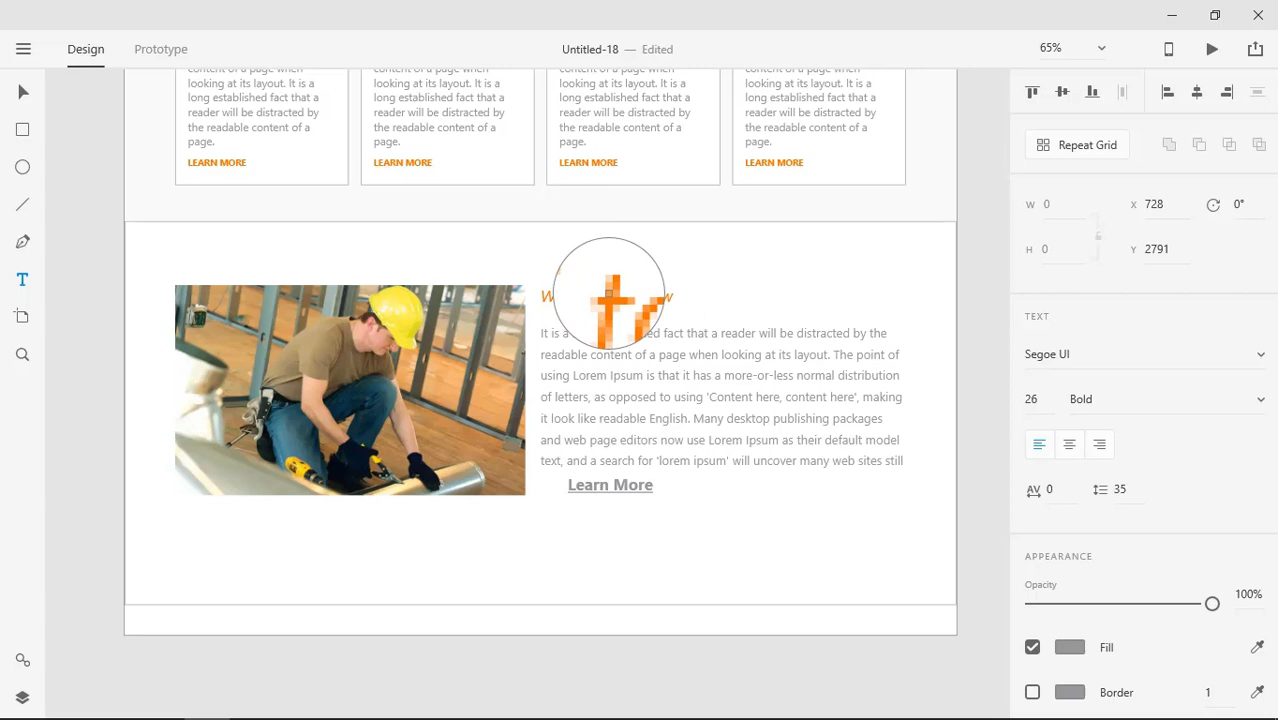 Design
Prototype
Untitled-18 — Edited
65%
content of a page when
looking at its layout. It is a
long established fact that a
reader will be distracted by
the readable content of a
page.
LEARN MORE
content of a page when
looking at its layout. It is a
long established fact that a
reader will be distracted by
the readable content of a
page.
LEARN MORE
content of a page when
looking at its layout. It is a
long established fact that a
reader will be distracted by
the readable content of a
page.
LEARN MORE
content of a page when
looking at its layout. It is a
long established fact that a
reader will be distracted by
the readable content of a
page.
LEARN MORE
It is a fact that a reader will be distracted by the
readable content of a page when looking at its layout. The point of
using Lorem Ipsum is that it has a more-or-less normal distribution
of letters, as opposed to using 'Content here, content here', making
it look like readable English. Many desktop publishing packages
and web page editors now use Lorem Ipsum as their default model
text, and a search for 'lorem ipsum' will uncover many web sites still
Learn More
Repeat Grid
W 0 X 728 0°
H 0 Y 2791
TEXT
Segoe UI
26 Bold
AV 0 35
APPEARANCE
Opacity
100%
Fill
Border 1